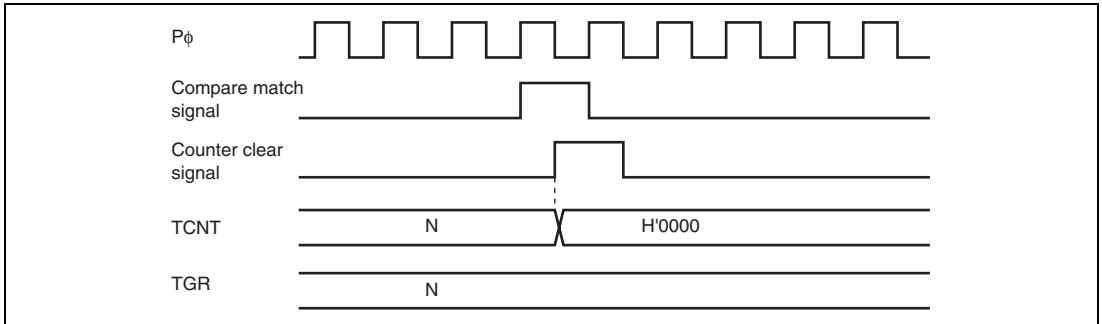 Pϕ
Compare match
signal
Counter clear
signal
TCNT N H'0000
TGR N